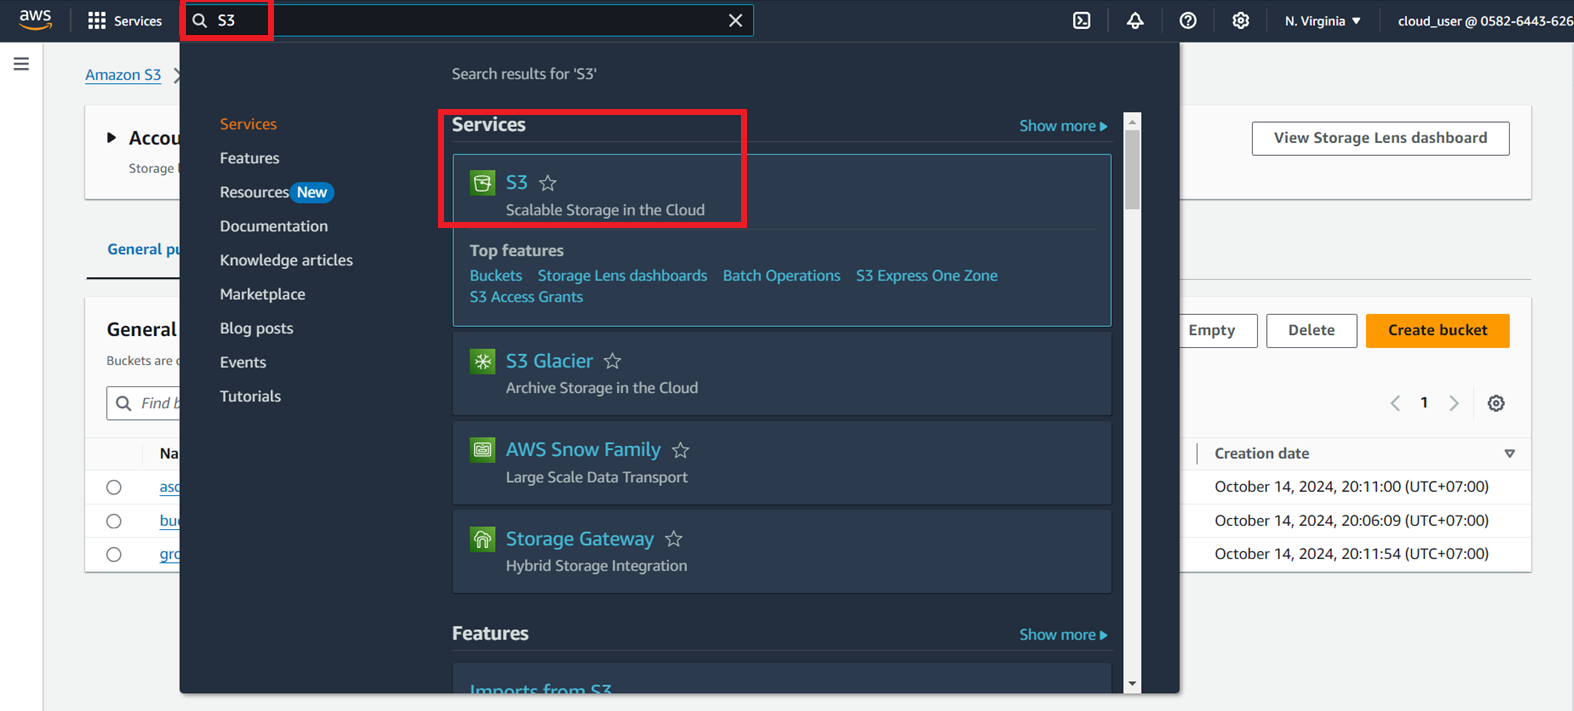 aws
Services
S3
N. Virginia
cloud_user @ 0582-6443-626
Amazon S3
Search results for 'S3'
Services
Features
Resources New
Documentation
Knowledge articles
Marketplace
Blog posts
Events
Tutorials
Services
Show more
S3
Scalable Storage in the Cloud
Top features
Buckets Storage Lens dashboards Batch Operations S3 Express One Zone
S3 Access Grants
S3 Glacier
Archive Storage in the Cloud
AWS Snow Family
Large Scale Data Transport
Storage Gateway
Hybrid Storage Integration
Features
Show more
Imports from S3
Accou
Storage
View Storage Lens dashboard
General pu
General
Buckets are
Empty
Delete
Create bucket
Find b
1
Na
Creation date
asc
October 14, 2024, 20:11:00 (UTC+07:00)
buc
October 14, 2024, 20:06:09 (UTC+07:00)
gro
October 14, 2024, 20:11:54 (UTC+07:00)